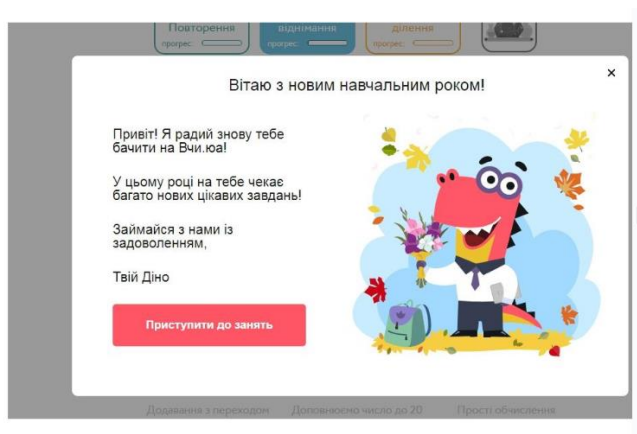 Повторення
віднімання
ділення
прогрес:
прогрес:
прогрес:
Вітаю з новим навчальним роком!
×
Привіт! Я радий знову тебе
бачити на Вчи.юа!
У цьому році на тебе чекає
багато нових цікавих завдань!
Займайся з нами із
задоволенням,
Твій Діно
Приступити до занять
Додавання з переходом
Доповнюємо число до 20
Прості обчислення